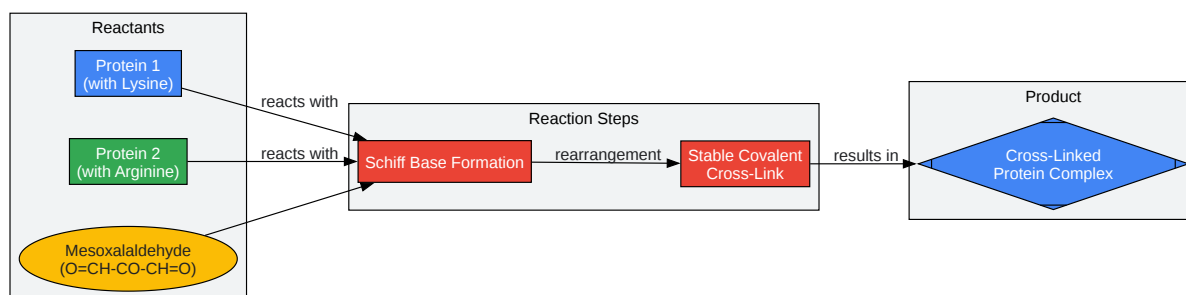 Reactants
Protein 1
(with Lysine)
Protein 2
(with Arginine)
Mesoxalaldehyde
(O=CH-CO-CH=O)
reacts with
reacts with
Reaction Steps
Schiff Base Formation
rearrangement
Stable Covalent
Cross-Link
results in
Product
Cross-Linked
Protein Complex